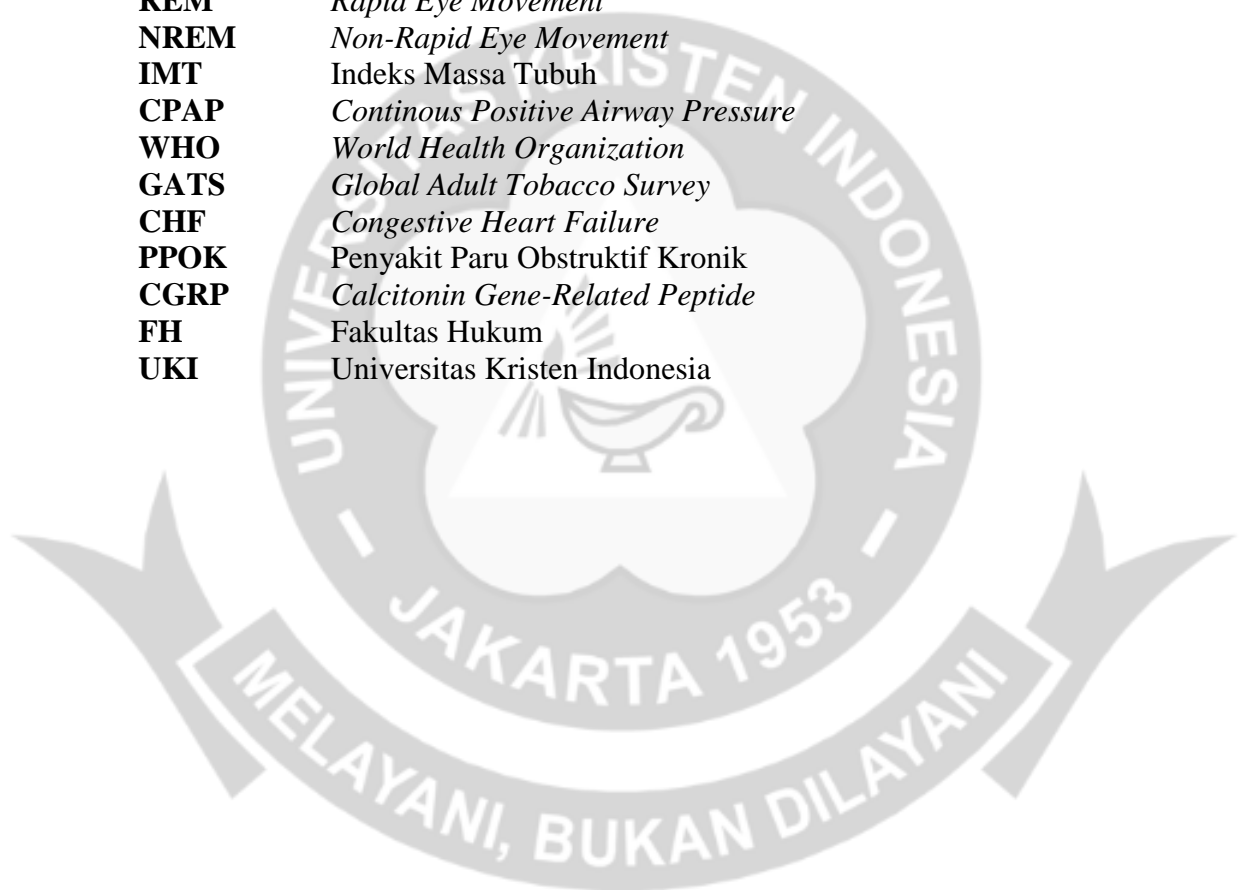 REM Rapid Eye Movement
NREM Non-Rapid Eye Movement
IMT Indeks Massa Tubuh
CPAP Continous Positive Airway Pressure
WHO World Health Organization
GATS Global Adult Tobacco Survey
CHF Congestive Heart Failure
PPOK Penyakit Paru Obstruktif Kronik
CGRP Calcitonin Gene-Related Peptide
FH Fakultas Hukum
UKI Universitas Kristen Indonesia
UNIVERSITAS KRISTEN INDONESIA
JAKARTA 1953
MELAYANI, BUKAN DILAYANI